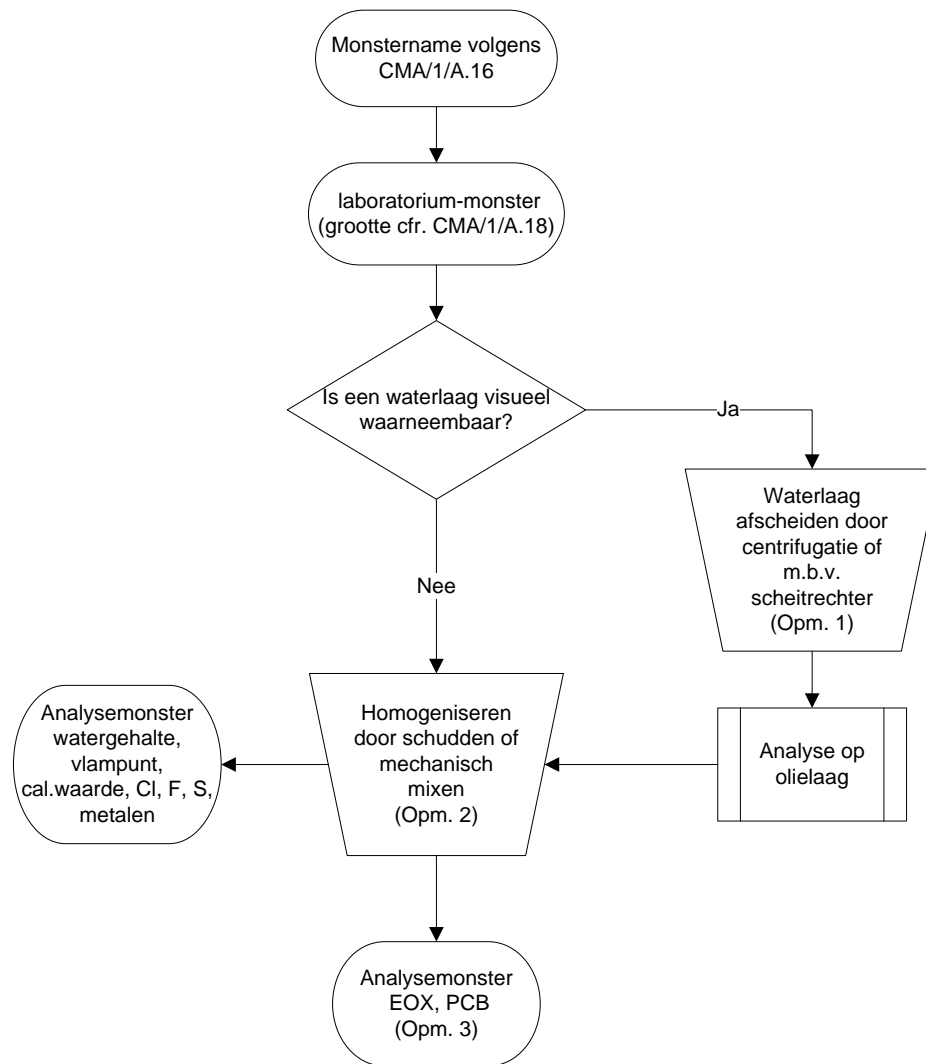 Monstername volgens
CMA/1/A.16
laboratorium-monster
(grootte cfr. CMA/1/A.18)
Is een waterlaag visueel
waarneembaar?
Ja
Waterlaag
afscheiden door
centrifugatie of
m.b.v.
scheitrechter
(Opm. 1)
Nee
Analysemonster
watergehalte,
vlampunt,
cal.waarde, Cl, F, S,
metalen
Homogeniseren
door schudden of
mechanisch
mixen
(Opm. 2)
Analyse op
olielaag
Analysemonster
EOX, PCB
(Opm. 3)